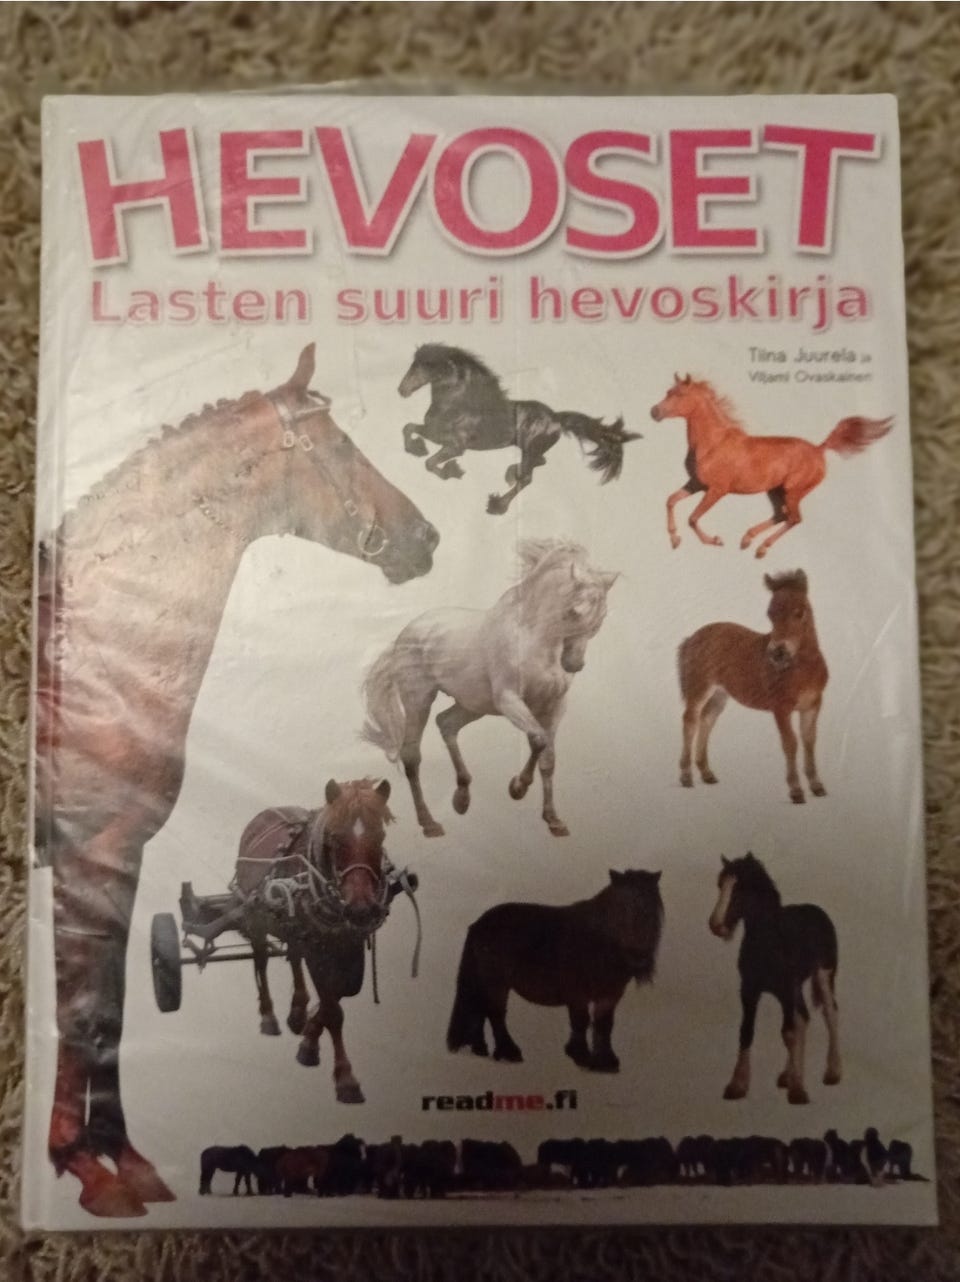 HEVOSET
Lasten suuri hevoskirja
Tiina Juurela ja
Viljami Ovaskainen
readme.fi